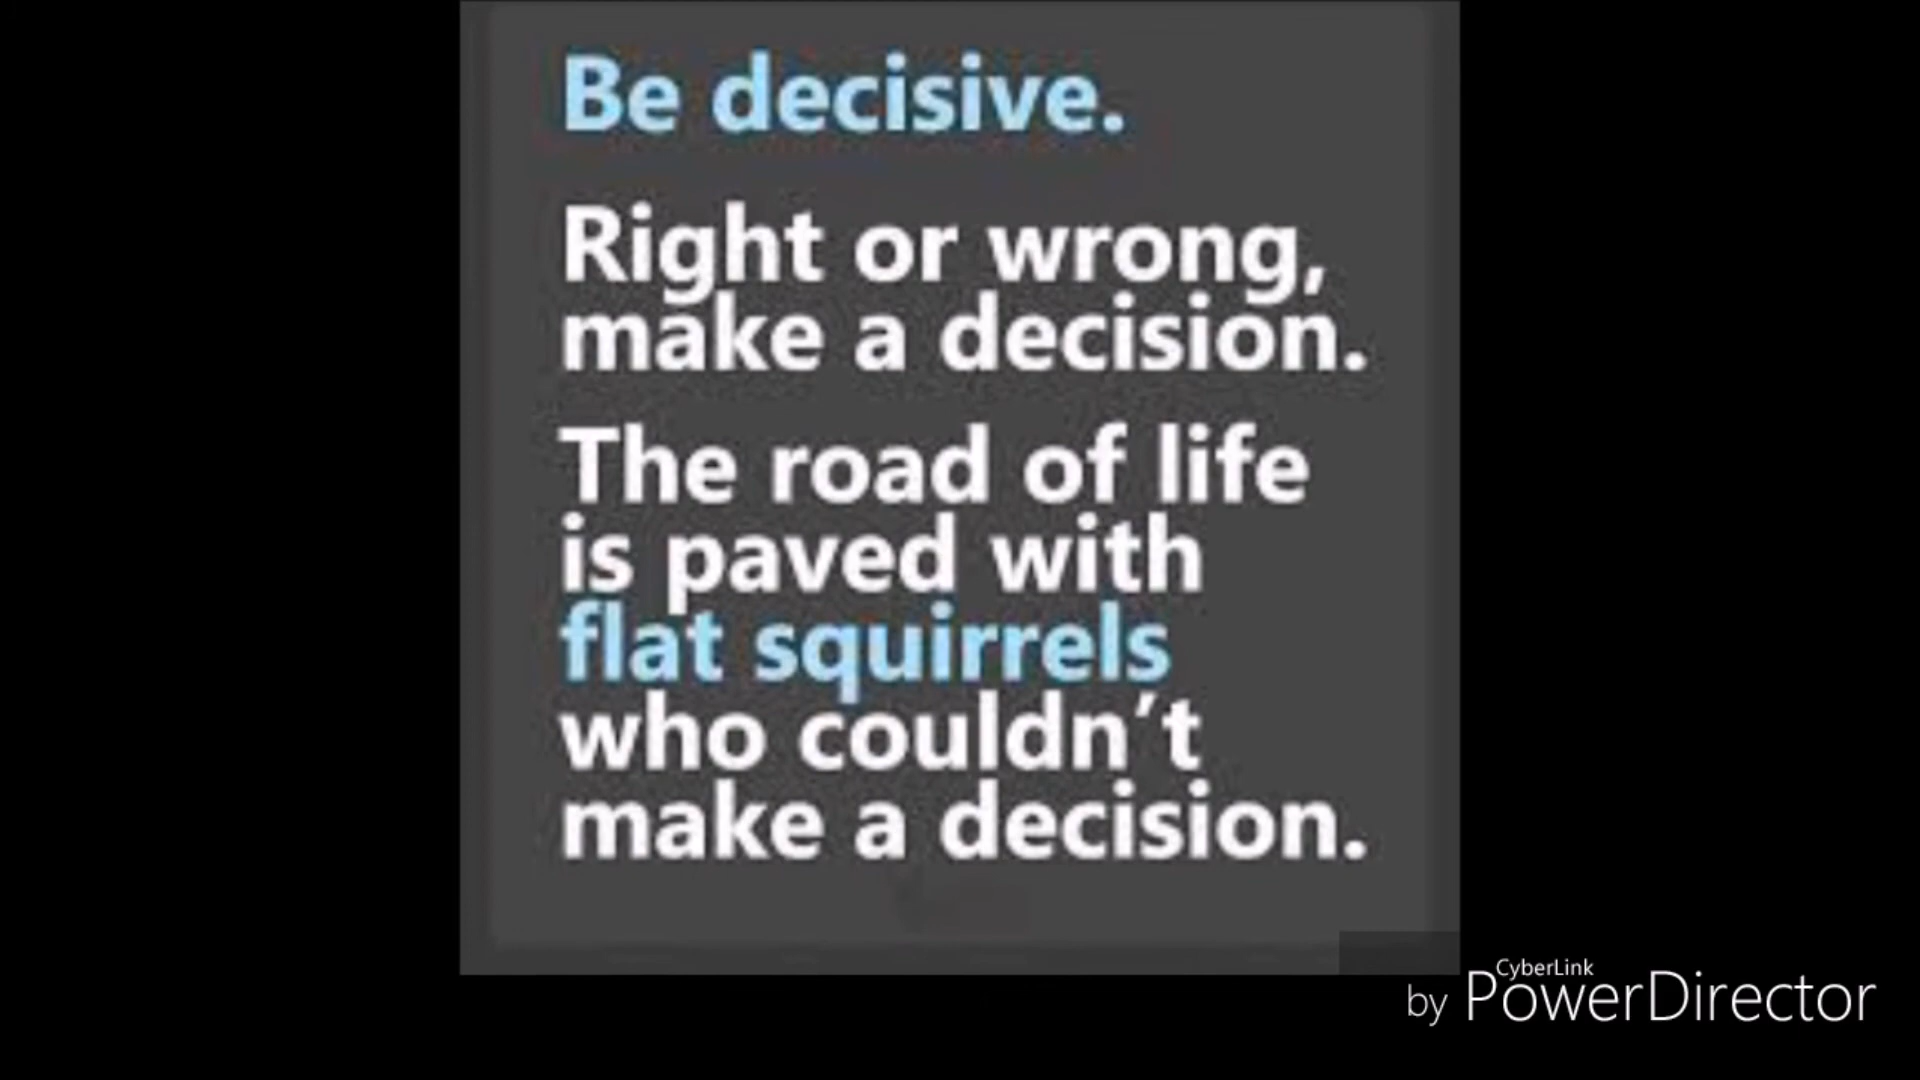 Be decisive.
Right or wrong,
make a decision.
The road of life
is paved with
flat squirrels
who couldn't
make a decision.
CyberLink
by PowerDirector